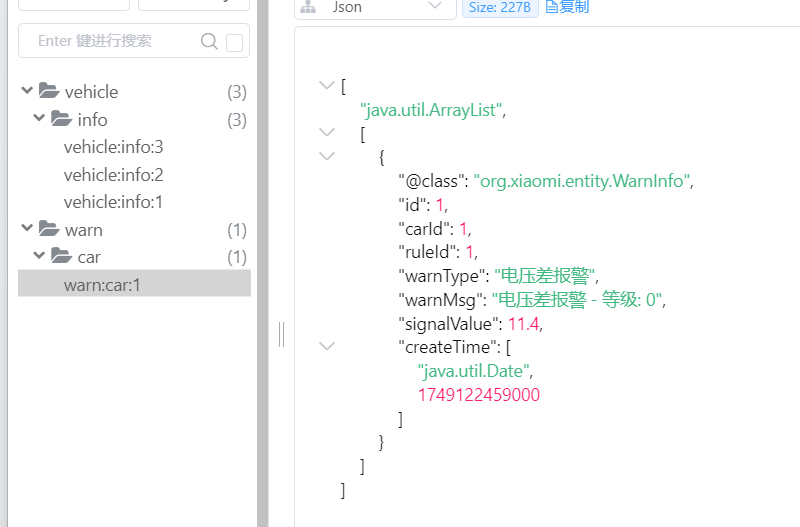 Json
Size: 227B
复制
Enter 键进行搜索
vehicle (3)
info (3)
vehicle:info:3
vehicle:info:2
vehicle:info:1
warn (1)
car (1)
warn:car:1
[
"java.util.ArrayList",
[
{
"@class": "org.xiaomi.entity.WarnInfo",
"id": 1,
"carId": 1,
"ruleId": 1,
"warnType": "电压差报警",
"warnMsg": "电压差报警 - 等级: 0",
"signalValue": 11.4,
"createTime": [
"java.util.Date",
1749122459000
]
}
]
]